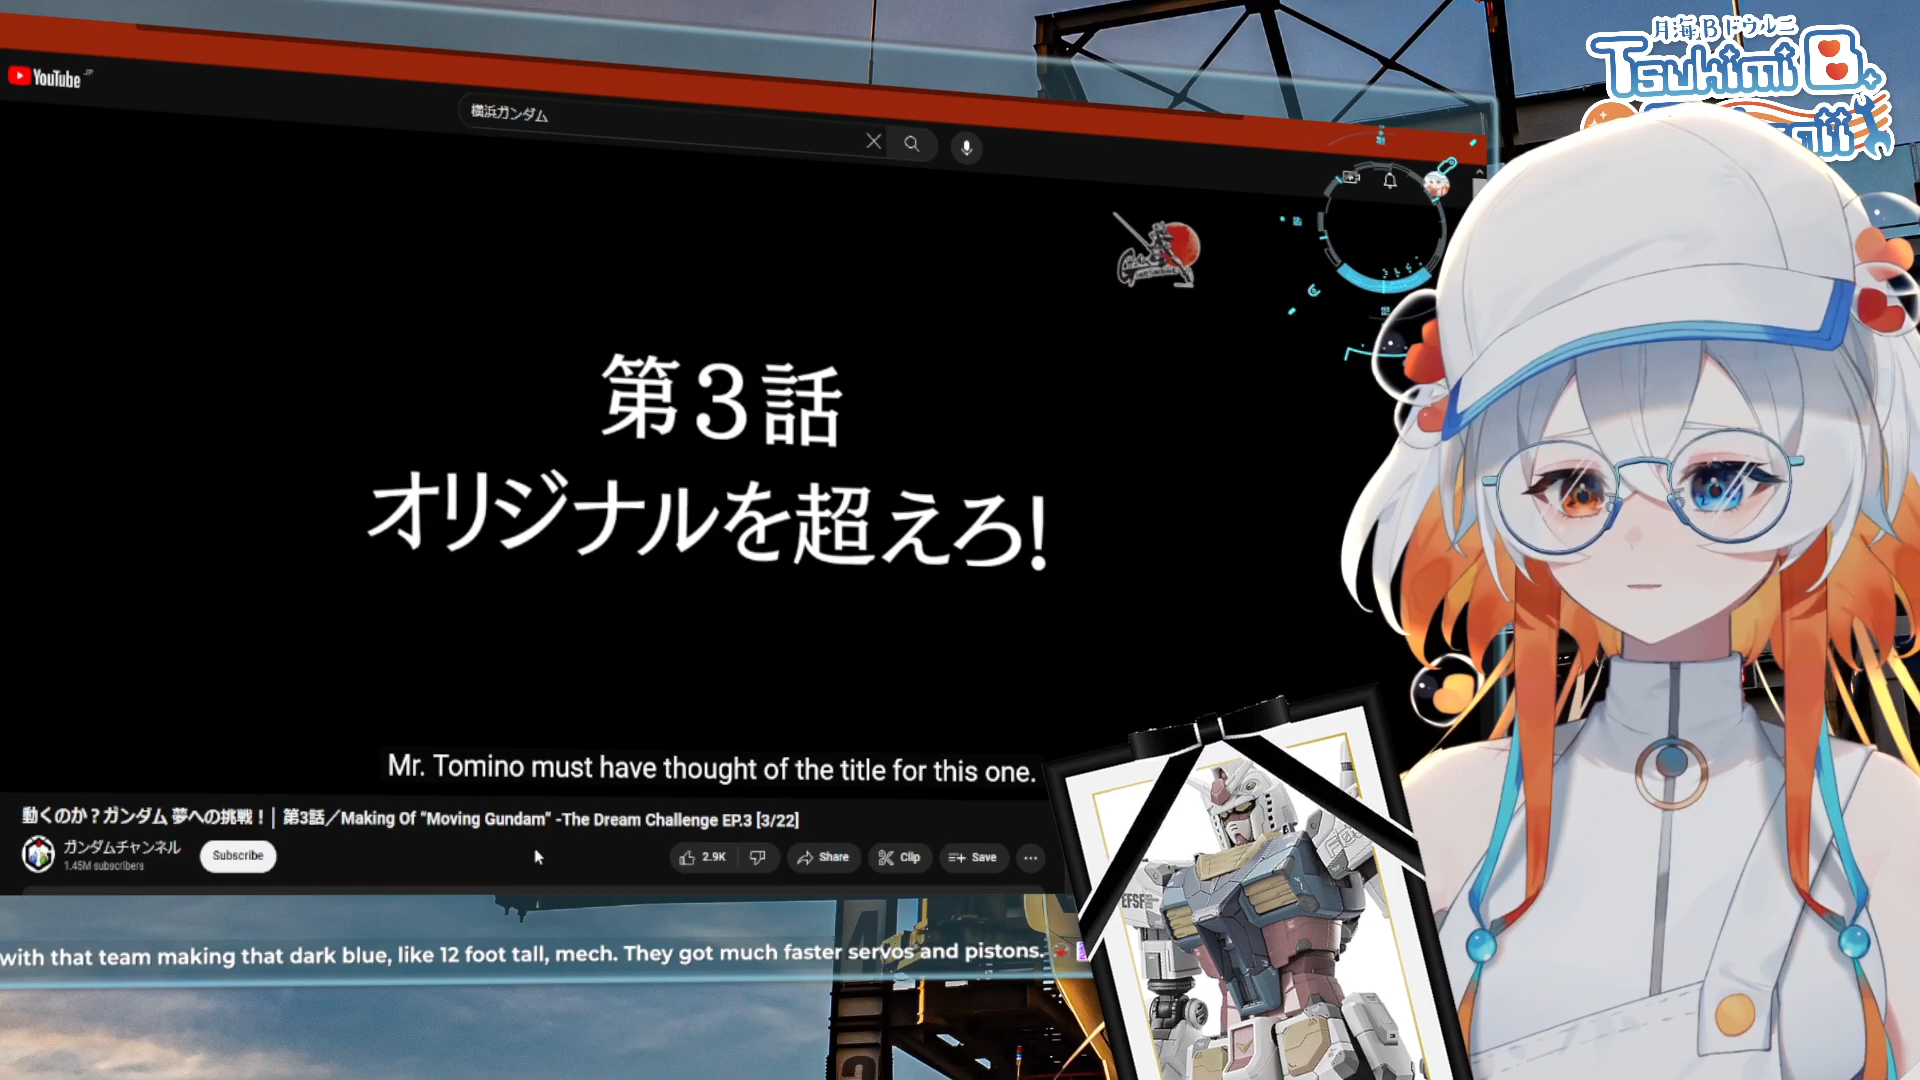 月海Bドゥルニ
Tsukimi B.
YouTube JP
横浜ガンダム
第3話
オリジナルを超えろ!
Mr. Tomino must have thought of the title for this one.
動くのか?ガンダム 夢への挑戦!│第3話/Making Of “Moving Gundam” -The Dream Challenge EP.3 [3/22]
ガンダムチャンネル
1.45M subscribers
Subscribe
2.9K
Share
Clip
Save
with that team making that dark blue, like 12 foot tall, mech. They got much faster servos and pistons.
EFSF